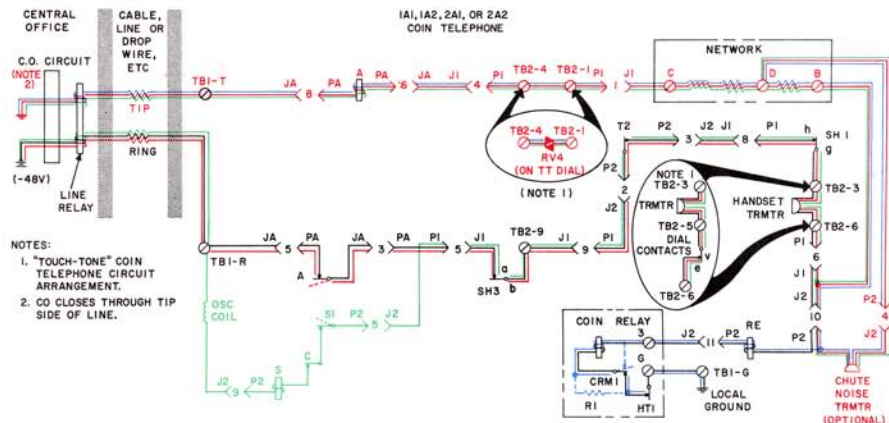 CENTRAL
OFFICE
CABLE,
LINE OR
DROP
WIRE,
ETC
1A1, 1A2, 2A1, OR 2A2
COIN TELEPHONE
NETWORK
C.O. CIRCUIT
(NOTE
2)
TIP
TB1-T
JA
8
PA
A
PA
6
JA
J1
4
P1
TB2-4
TB2-1
P1
1
J1
C
D
B
TB2-4
TB2-1
RV4
(ON TT DIAL)
(NOTE 1)
RING
(-48V)
LINE
RELAY
T2
P2
3
J2
J1
8
P1
h
SH1
g
P2
2
J2
NOTE 1
TB2-3
TRMTR
TB2-5
DIAL
CONTACTS
v
e
TB2-6
TB2-3
HANDSET
TRMTR
TB2-6
P1
6
J1
J2
10
P2
P2
4
J2
TB1-R
JA
5
PA
A
JA
3
PA
P1
5
J1
SH3
a
b
TB2-9
J1
9
P1
NOTES:
1. "TOUCH-TONE" COIN
TELEPHONE CIRCUIT
ARRANGEMENT.
2. CO CLOSES THROUGH TIP
SIDE OF LINE.
OSC
COIL
J2
9
P2
S
C
S1
P2
5
J2
COIN RELAY
3
J2
11
P2
RE
G
TB1-G
CRM1
R1
HT1
LOCAL
GROUND
CHUTE
NOISE
TRMTR
(OPTIONAL)